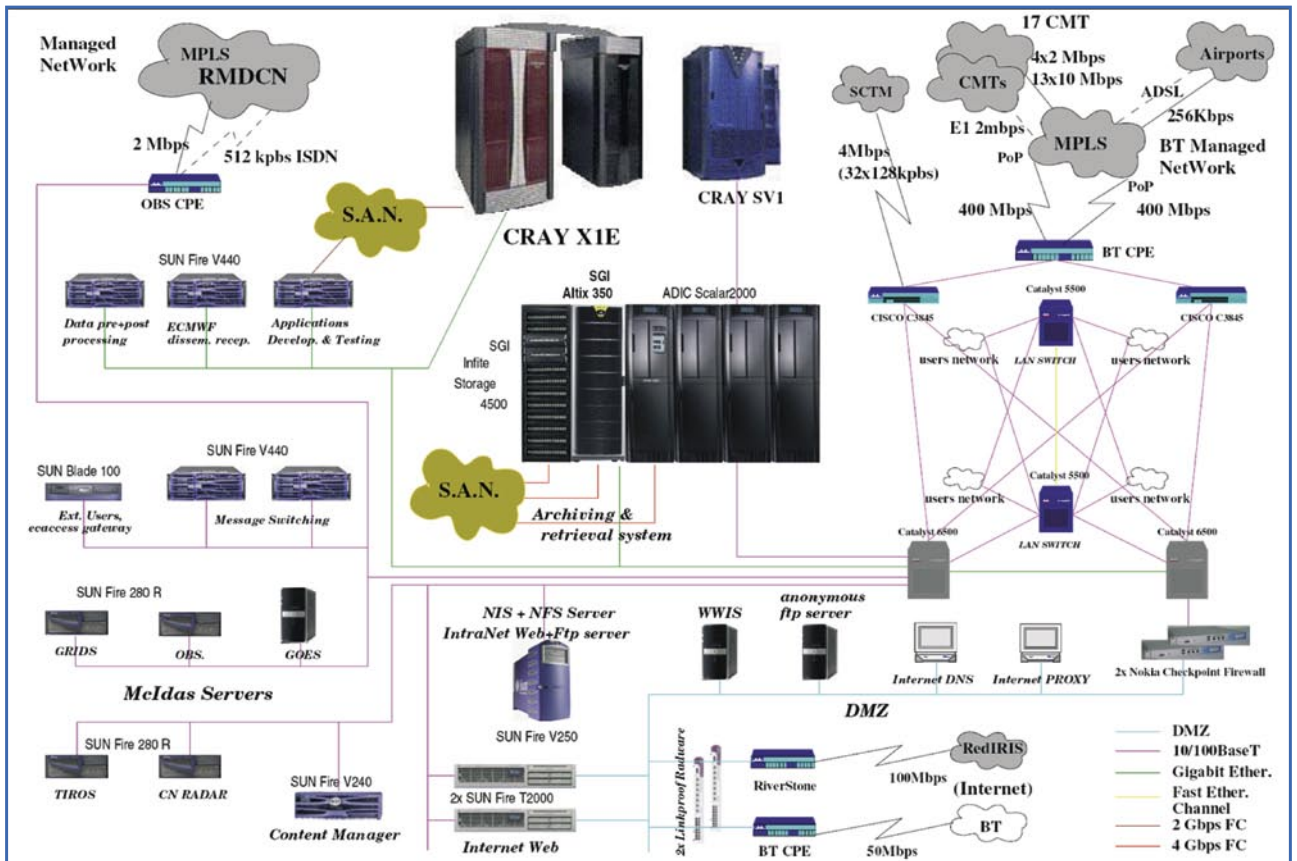 Managed
NetWork
MPLS
RMDCN
2 Mbps
512 kpbs ISDN
OBS CPE
S.A.N.
CRAY X1E
CRAY SV1
17 CMT
4x2 Mbps
13x10 Mbps
CMTs
Airports
ADSL
256Kbps
SCTM
E1 2mbps
MPLS
BT Managed
NetWork
PoP
PoP
4Mbps
(32x128kpbs)
400 Mbps
400 Mbps
BT CPE
SUN Fire V440
Data pre+post
processing
ECMWF
dissem. recep.
Applications
Develop. & Testing
SGI
Altix 350
ADIC Scalar2000
SGI
Infite
Storage
4500
CISCO C3845
Catalyst 5500
CISCO C3845
users network
LAN SWITCH
users network
SUN Fire V440
SUN Blade 100
Ext. Users,
ecaccess gateway
Message Switching
S.A.N.
Archiving &
retrieval system
Catalyst 5500
users network
users network
Catalyst 6500
LAN SWITCH
Catalyst 6500
SUN Fire 280 R
GRIDS
OBS.
GOES
McIdas Servers
NIS + NFS Server
IntraNet Web+Ftp server
SUN Fire V250
WWIS
anonymous
ftp server
Internet DNS
Internet PROXY
2x Nokia Checkpoint Firewall
DMZ
SUN Fire 280 R
TIROS
CN RADAR
SUN Fire V240
Content Manager
2x SUN Fire T2000
Internet Web
2x Linkproof Radware
RiverStone
100Mbps
RedIRIS
(Internet)
BT CPE
50Mbps
BT
DMZ
10/100BaseT
Gigabit Ether.
Fast Ether.
Channel
2 Gbps FC
4 Gbps FC